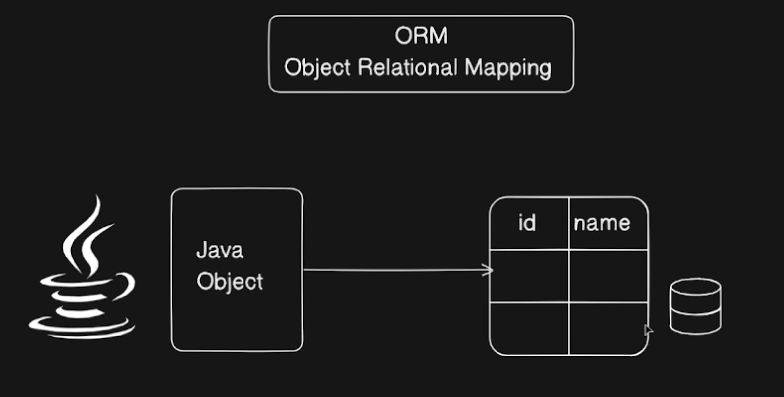 ORM
Object Relational Mapping
Java
Object
id
name